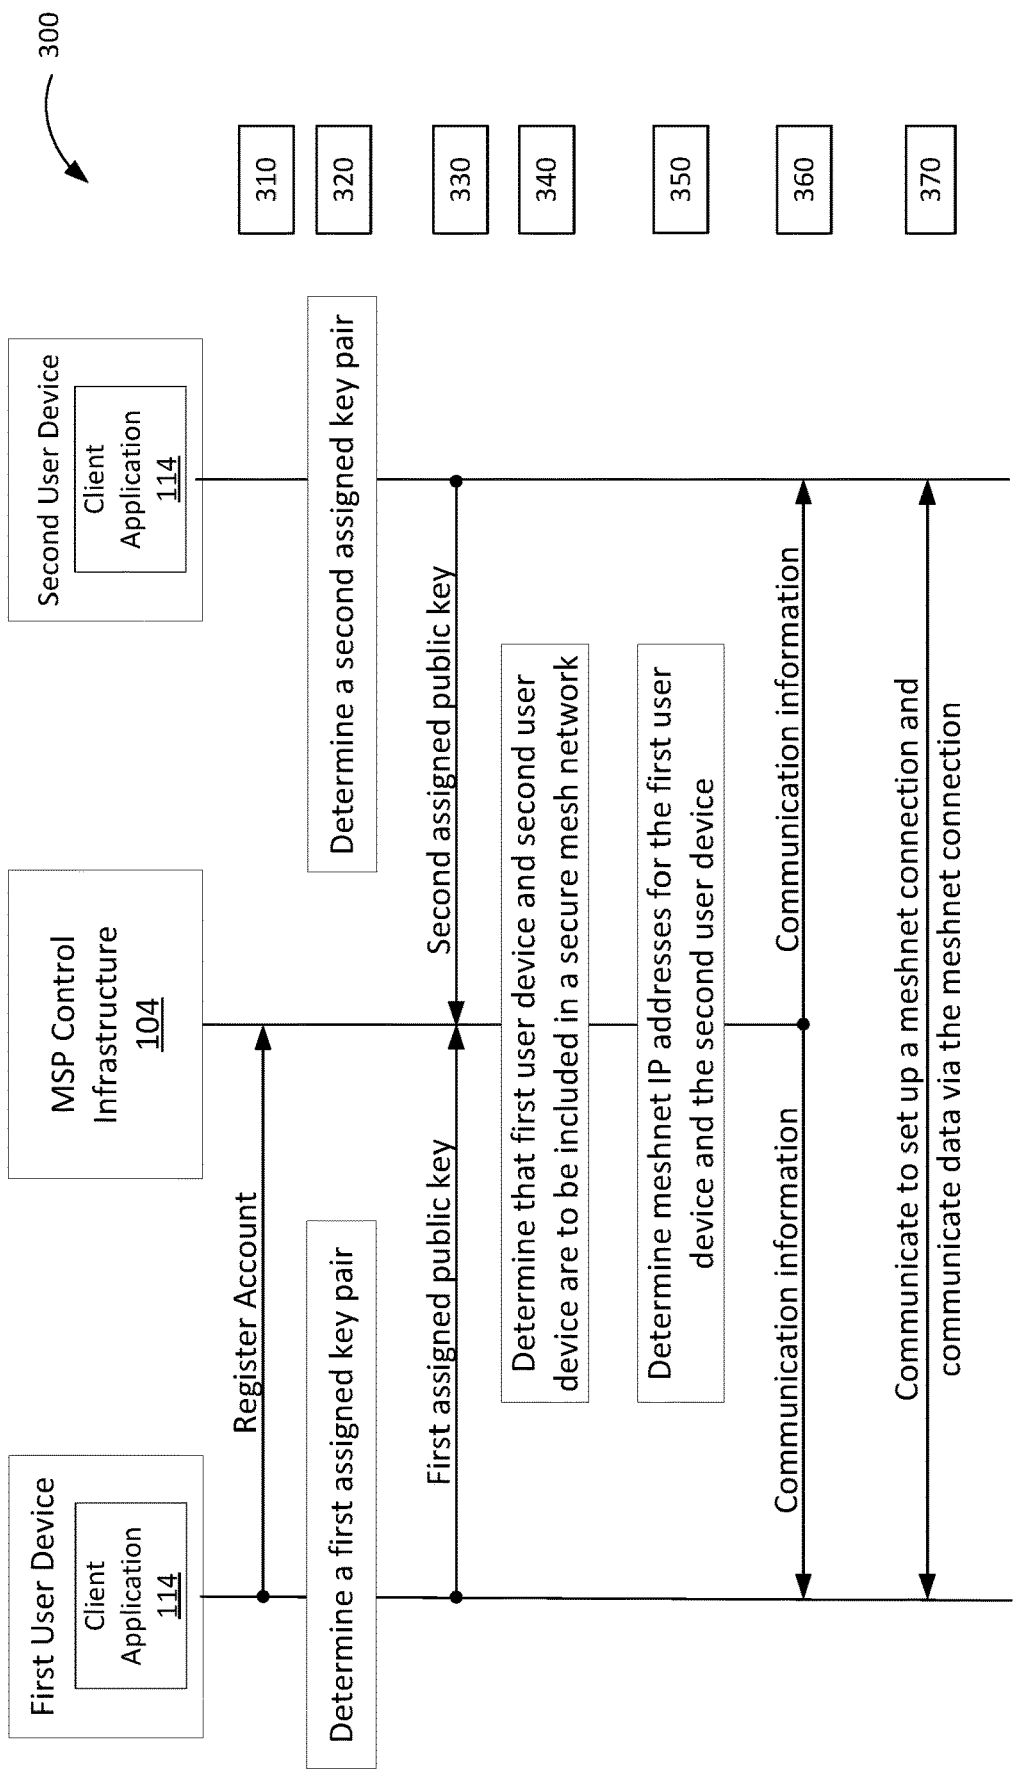 300
First User Device
Client
Application
114
MSP Control
Infrastructure
104
Second User Device
Client
Application
114
Register Account
310
Determine a first assigned key pair
Determine a second assigned key pair
320
First assigned public key
Second assigned public key
330
Determine that first user device and second user
device are to be included in a secure mesh network
340
Determine meshnet IP addresses for the first user
device and the second user device
350
Communication information
Communication information
360
Communicate to set up a meshnet connection and
communicate data via the meshnet connection
370